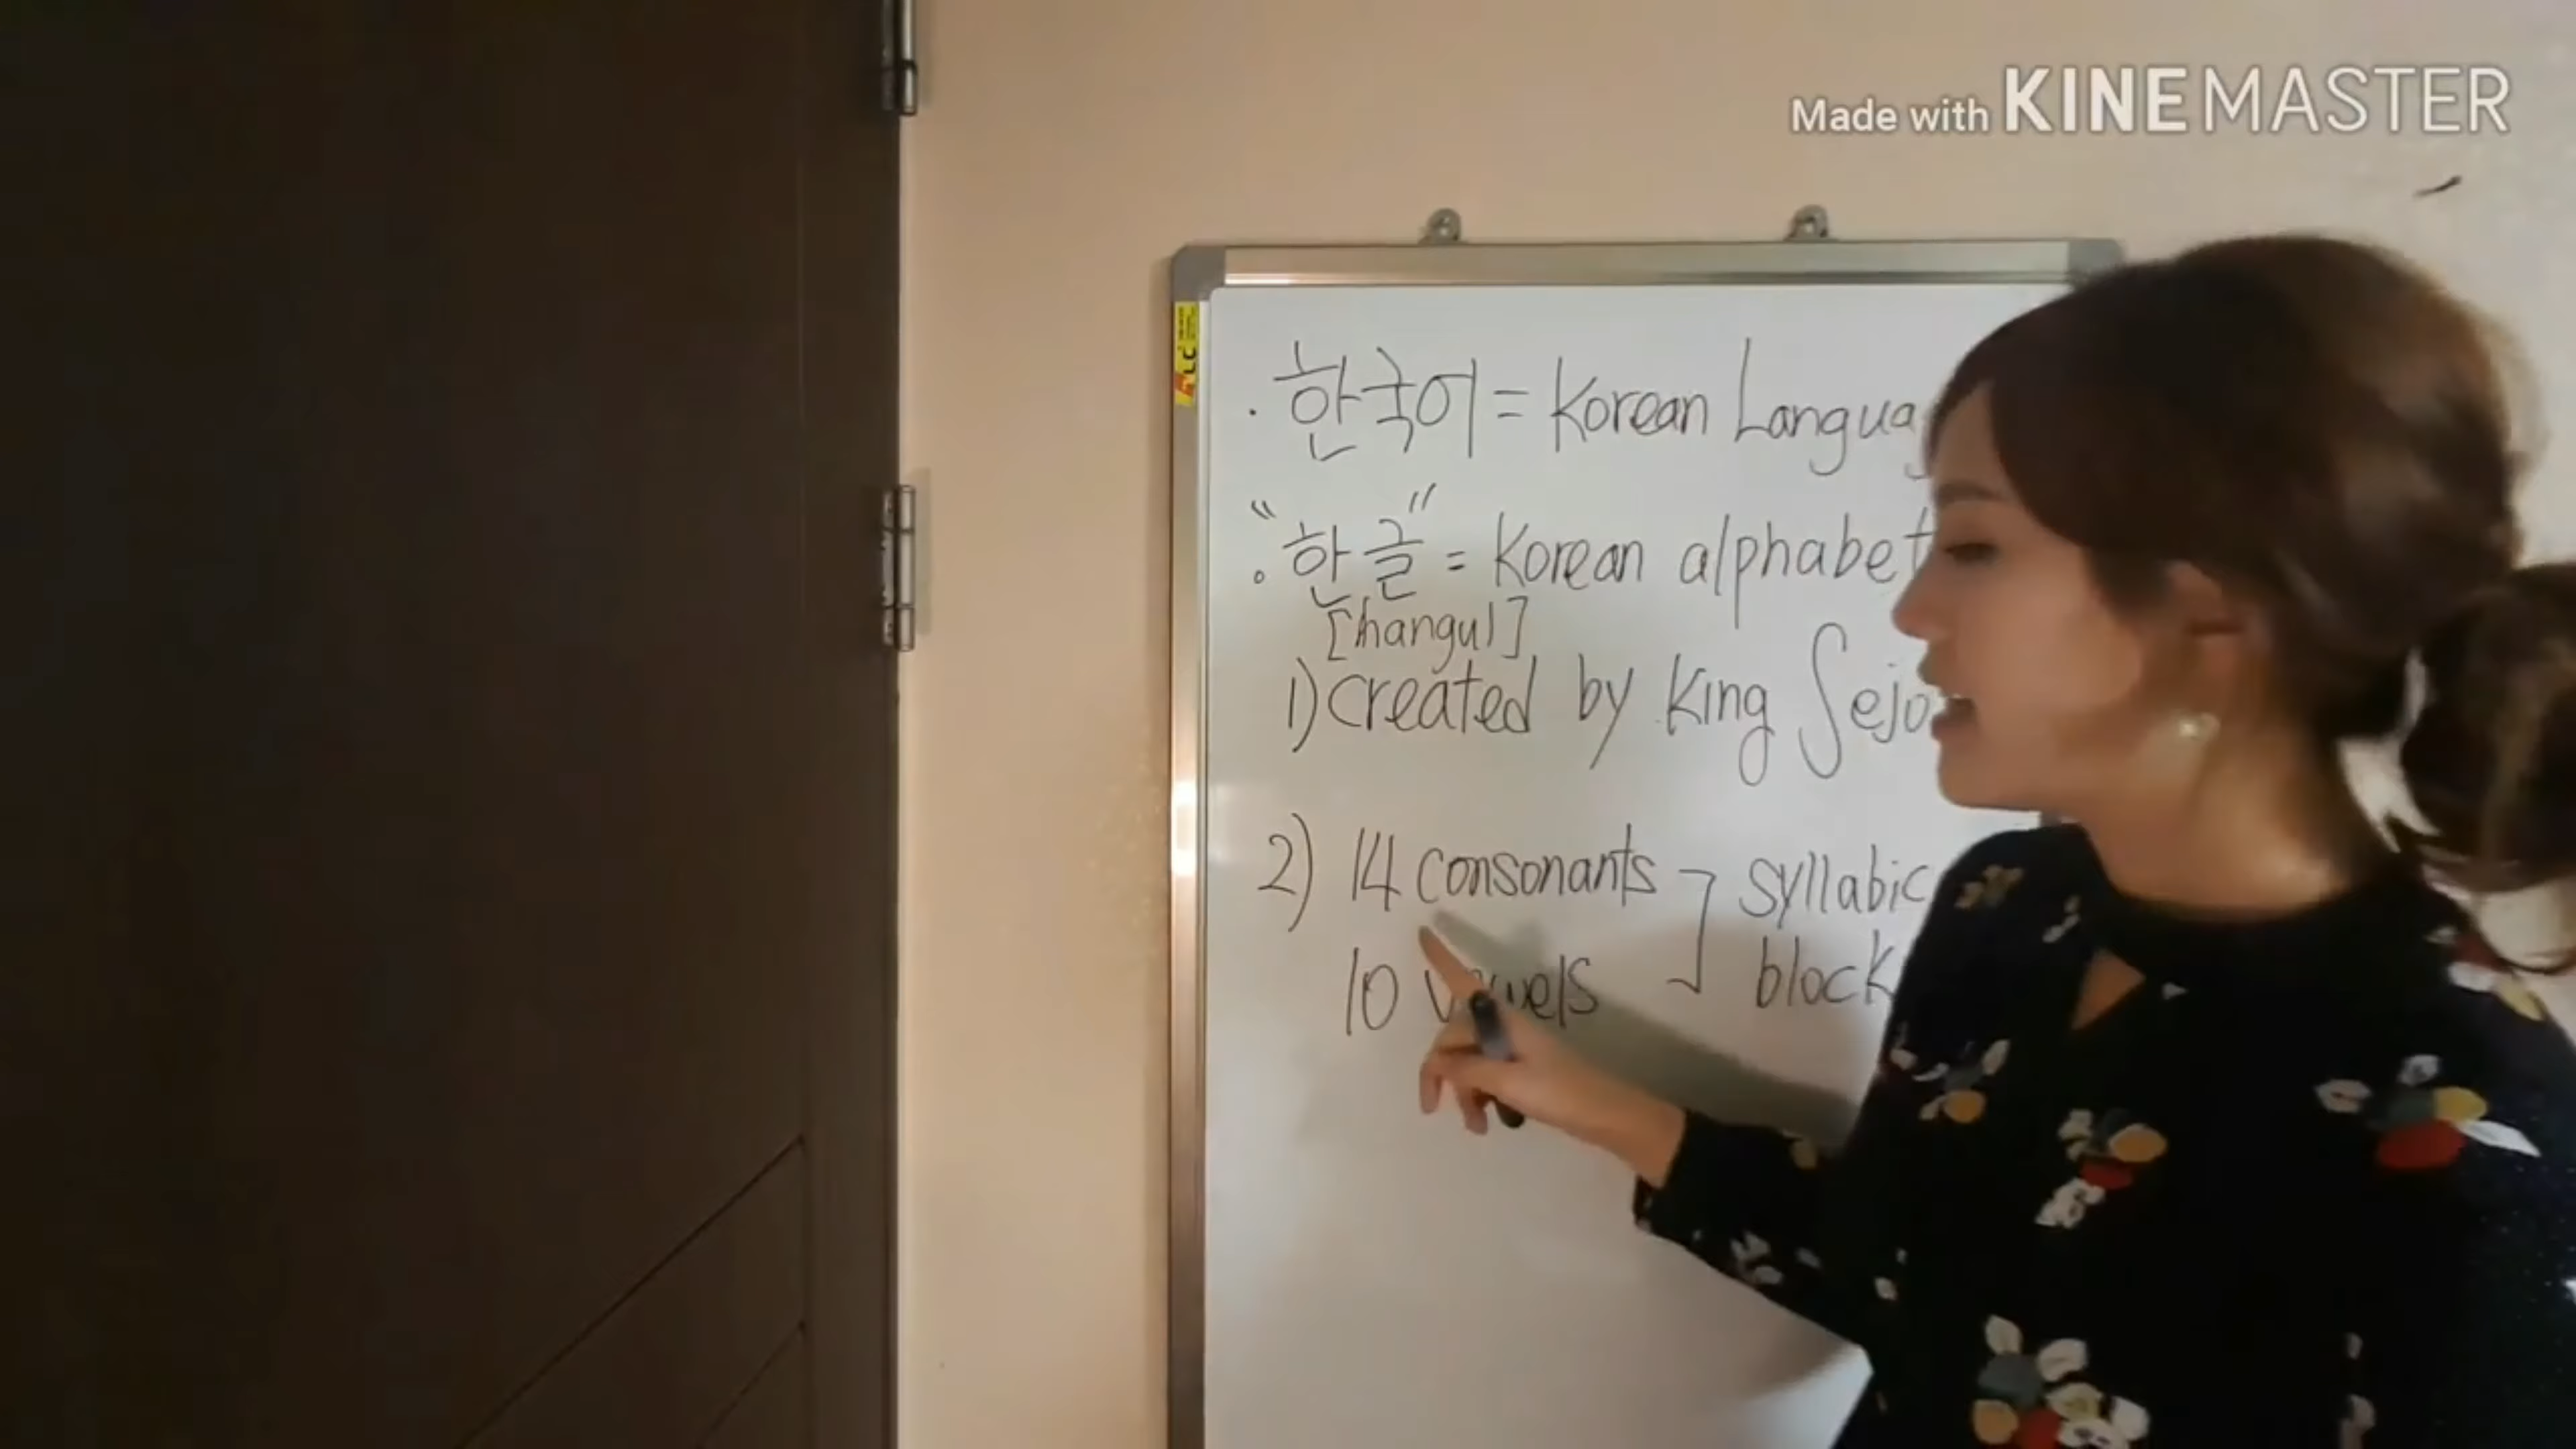 Made with KINEMASTER
· 한국어 = Korean Languag
。"한글" = Korean alphabet
[hangul]
1) created by King Sejo
2) 14 consonants ] syllabic
10 vowels block